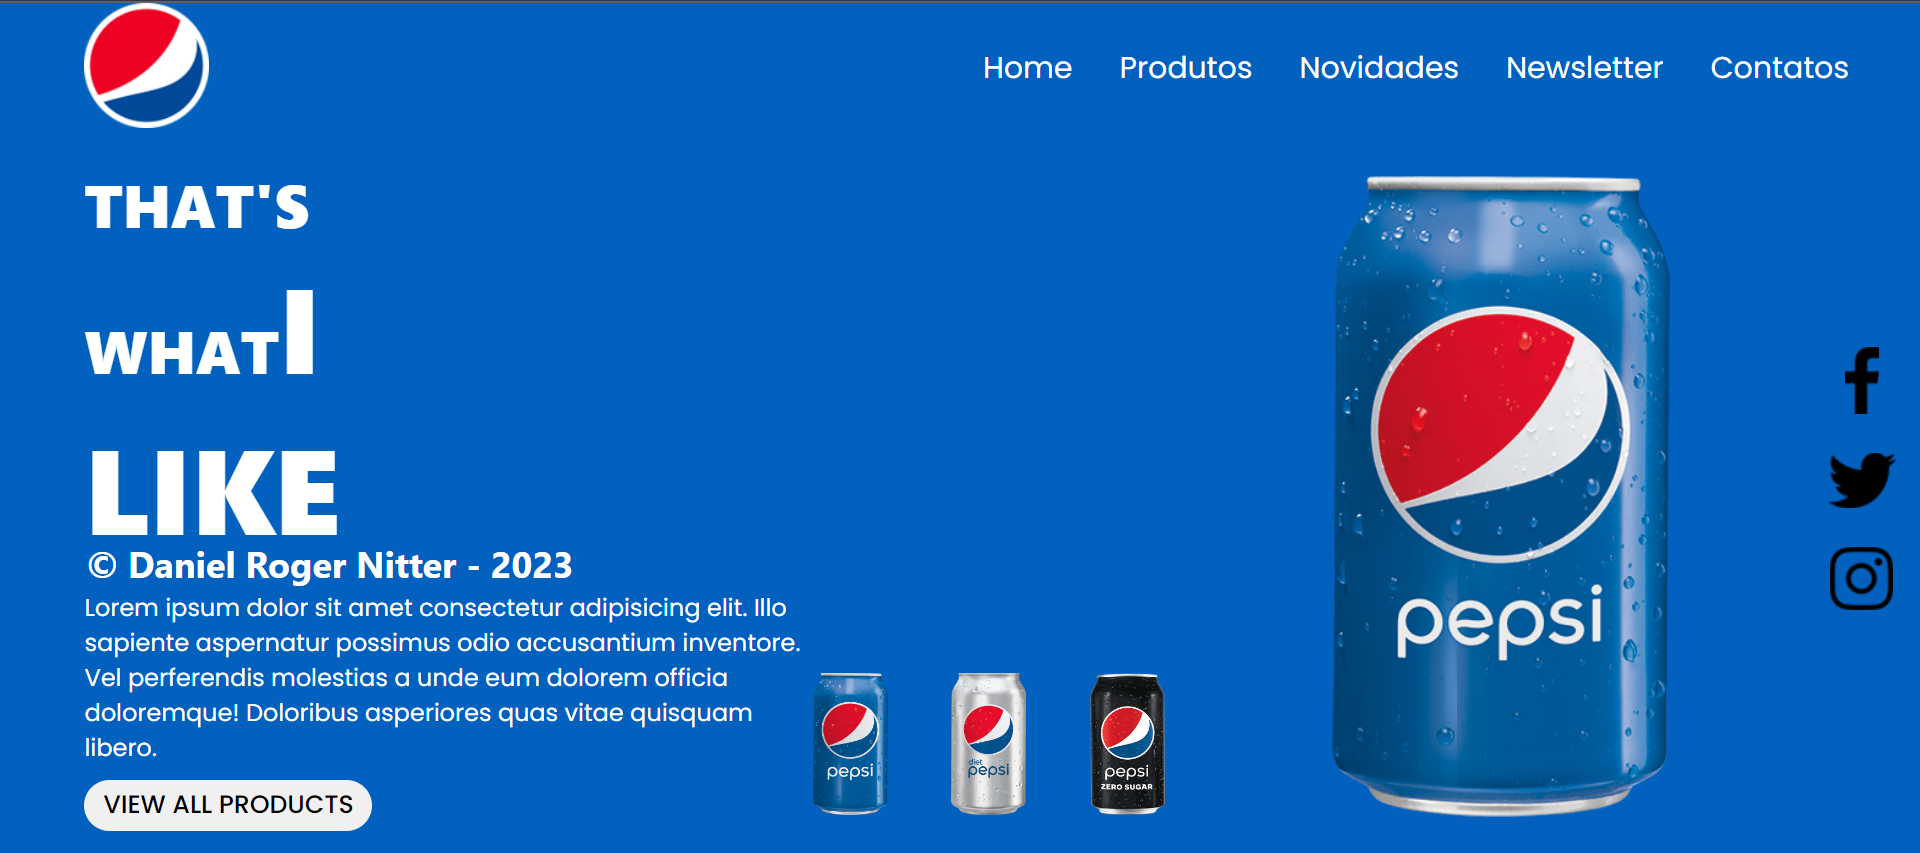 Home Produtos Novidades Newsletter Contatos
THAT'S
WHAT I
LIKE
© Daniel Roger Nitter - 2023
Lorem ipsum dolor sit amet consectetur adipisicing elit. Illo
sapiente aspernatur possimus odio accusantium inventore.
Vel perferendis molestias a unde eum dolorem officia
doloremque! Doloribus asperiores quas vitae quisquam
libero.
VIEW ALL PRODUCTS
pepsi
diet
pepsi
pepsi
ZERO SUGAR
pepsi